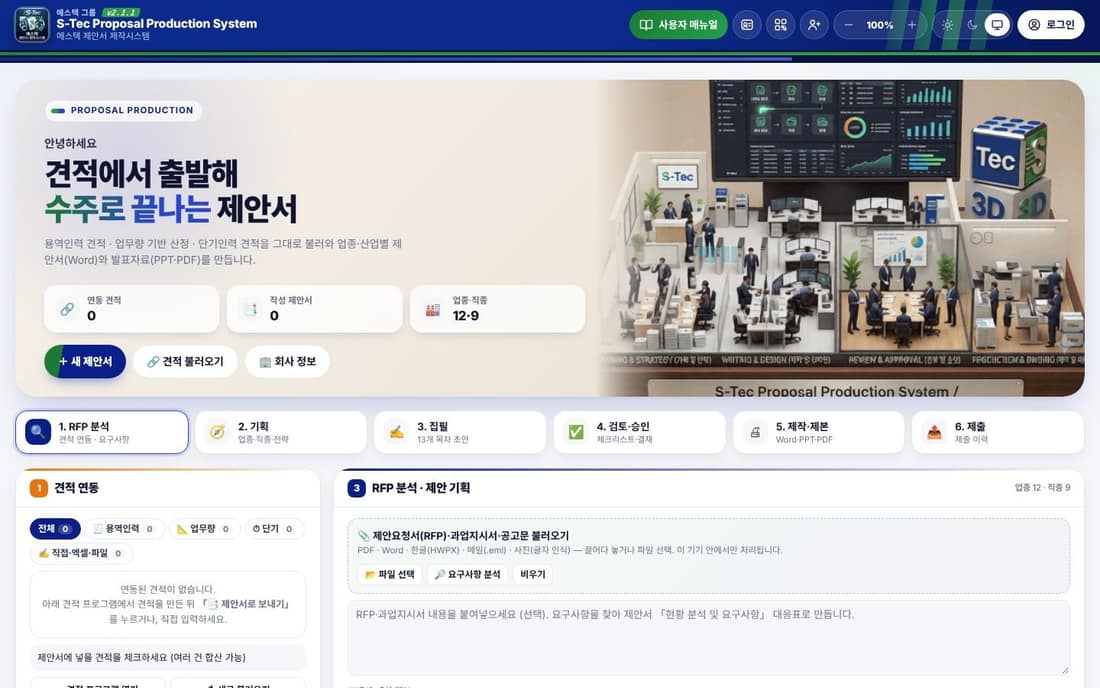 에스텍 그룹 v2.1.1
S-Tec Proposal Production System
에스텍 제안서 제작시스템
사용자 매뉴얼
− 100% +
로그인
PROPOSAL PRODUCTION
안녕하세요
견적에서 출발해
수주로 끝나는 제안서
용역인력 견적 · 업무량 기반 산정 · 단기인력 견적을 그대로 불러와 업종·산업별 제
안서(Word)와 발표자료(PPT·PDF)를 만듭니다.
연동 견적
0
작성 제안서
0
업종·직종
12·9
+ 새 제안서
견적 불러오기
회사 정보
S-Tec
Tec S
3D 3D
S-Tec Proposal Production System /
1. RFP 분석
견적 연동 · 요구사항
2. 기획
업종·직종·전략
3. 집필
13개 목차 초안
4. 검토·승인
체크리스트·결재
5. 제작·제본
Word·PPT·PDF
6. 제출
제출 이력
1 견적 연동
전체 0
용역인력 0
업무량 0
단기 0
직접·엑셀·파일 0
연동된 견적이 없습니다.
아래 견적 프로그램에서 견적을 만든 뒤 「📑 제안서로 보내기」
를 누르거나, 직접 입력하세요.
제안서에 넣을 견적을 체크하세요 (여러 건 합산 가능)
3 RFP 분석 · 제안 기획
업종 12 · 직종 9
제안요청서(RFP)·과업지시서·공고문 불러오기
PDF · Word · 한글(HWPX) · 메일(.eml) · 사진(글자 인식) — 끌어다 놓거나 파일 선택. 이 기기 안에서만 처리됩니다.
파일 선택
요구사항 분석
비우기
RFP·과업지시서 내용을 붙여넣으세요 (선택). 요구사항을 찾아 제안서 「현황 분석 및 요구사항」 대응표로 만듭니다.